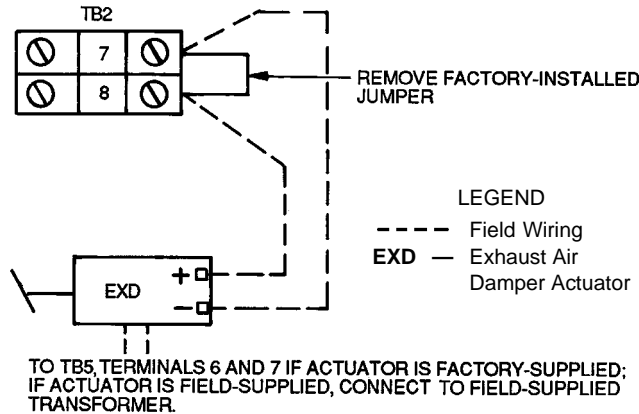 TB2
7
8
REMOVE FACTORY-INSTALLED
JUMPER
LEGEND
---- Field Wiring
EXD — Exhaust Air
Damper Actuator
EXD
+
−
TO TB5, TERMINALS 6 AND 7 IF ACTUATOR IS FACTORY-SUPPLIED;
IF ACTUATOR IS FIELD-SUPPLIED, CONNECT TO FIELD-SUPPLIED
TRANSFORMER.